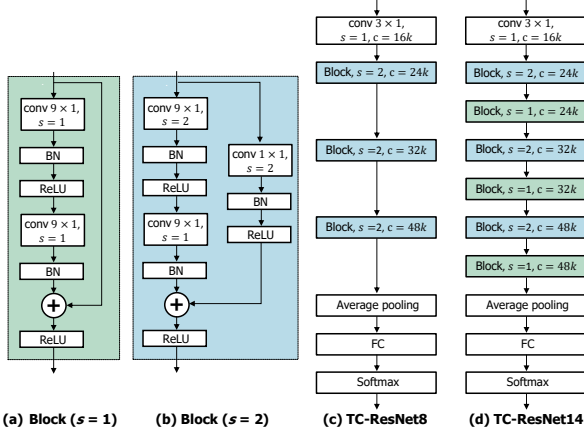 conv 9 × 1,
s = 1
BN
ReLU
conv 9 × 1,
s = 1
BN
+
ReLU
(a) Block (s = 1)
conv 9 × 1,
s = 2
BN
ReLU
conv 9 × 1,
s = 1
BN
+
ReLU
conv 1 × 1,
s = 2
BN
ReLU
(b) Block (s = 2)
conv 3 × 1,
s = 1, c = 16k
Block, s = 2, c = 24k
Block, s =2, c = 32k
Block, s =2, c = 48k
Average pooling
FC
Softmax
(c) TC-ResNet8
conv 3 × 1,
s = 1, c = 16k
Block, s = 2, c = 24k
Block, s = 1, c = 24k
Block, s =2, c = 32k
Block, s =1, c = 32k
Block, s =2, c = 48k
Block, s =1, c = 48k
Average pooling
FC
Softmax
(d) TC-ResNet14